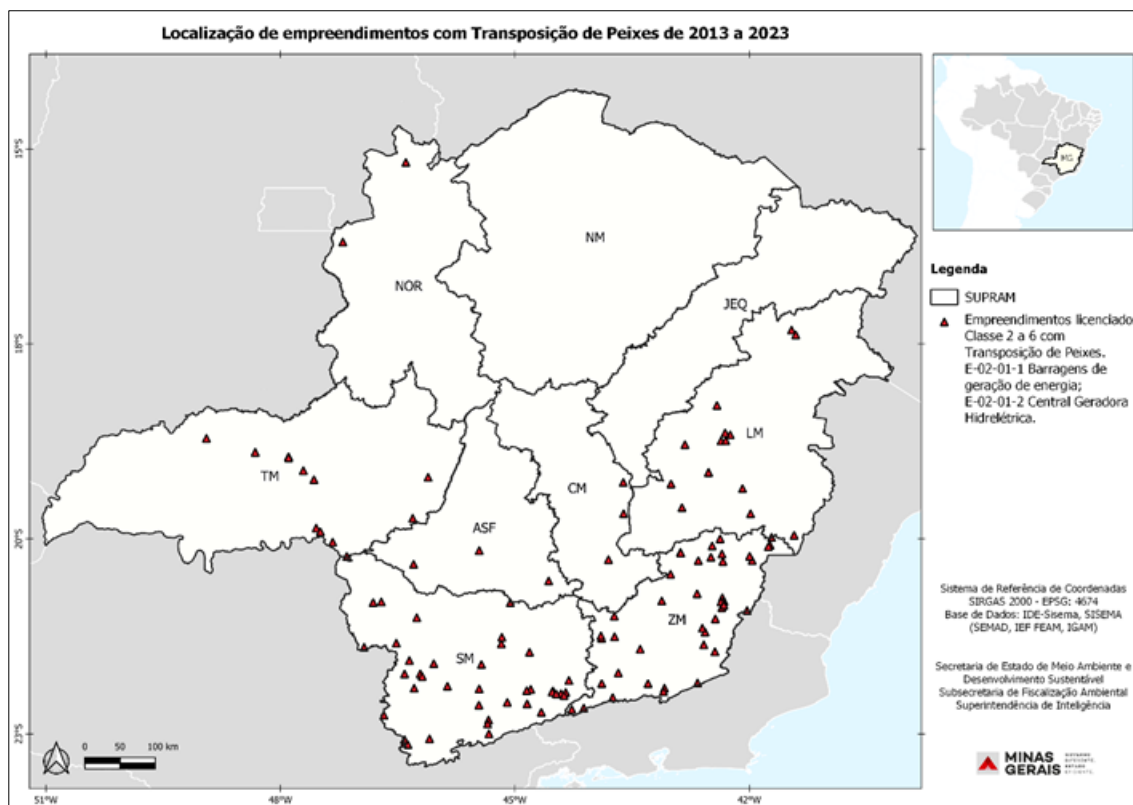 Localização de empreendimentos com Transposição de Peixes de 2013 a 2023
15°S
18°S
20°S
23°S
NM
NOR
JEQ
LM
TM
CM
ASF
ZM
SM
0 50 100 km
51°W
48°W
45°W
42°W
MG
Legenda
SUPRAM
Empreendimentos licenciado
Classe 2 a 6 com
Transposição de Peixes.
E-02-01-1 Barragens de
geração de energia;
E-02-01-2 Central Geradora
Hidrelétrica.
Sistema de Referência de Coordenadas
SIRGAS 2000 - EPSG: 4674
Base de Dados: IDE-Sisema, SISEMA
(SEMAD, IEF FEAM, IGAM)
Secretaria de Estado de Meio Ambiente e
Desenvolvimento Sustentável
Subsecretaria de Fiscalização Ambiental
Superintendência de Inteligência
MINAS
GERAIS